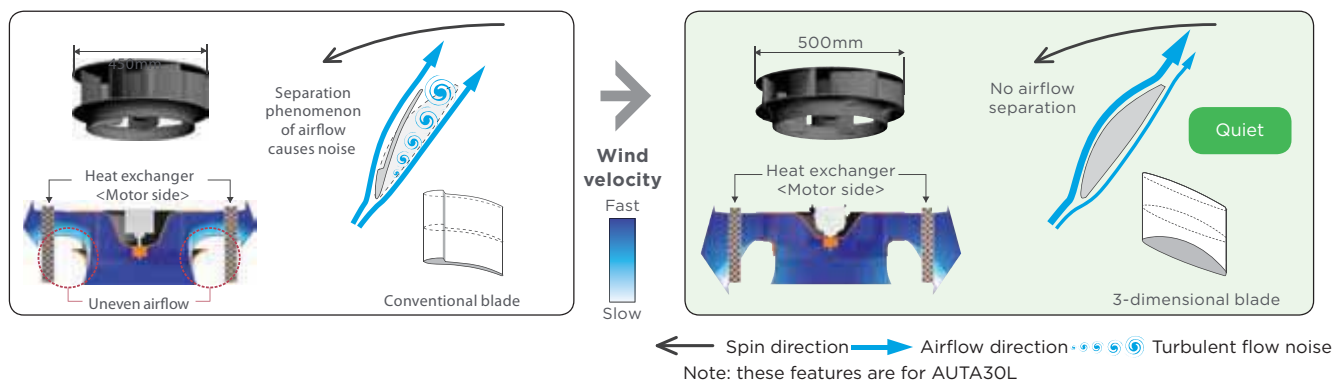 450mm
Separation
phenomenon
of airflow
causes noise
Heat exchanger
<Motor side>
Uneven airflow
Conventional blade
Wind
velocity
Fast
Slow
500mm
No airflow
separation
Quiet
Heat exchanger
<Motor side>
3-dimensional blade
Spin direction
Airflow direction
Turbulent flow noise
Note: these features are for AUTA30L